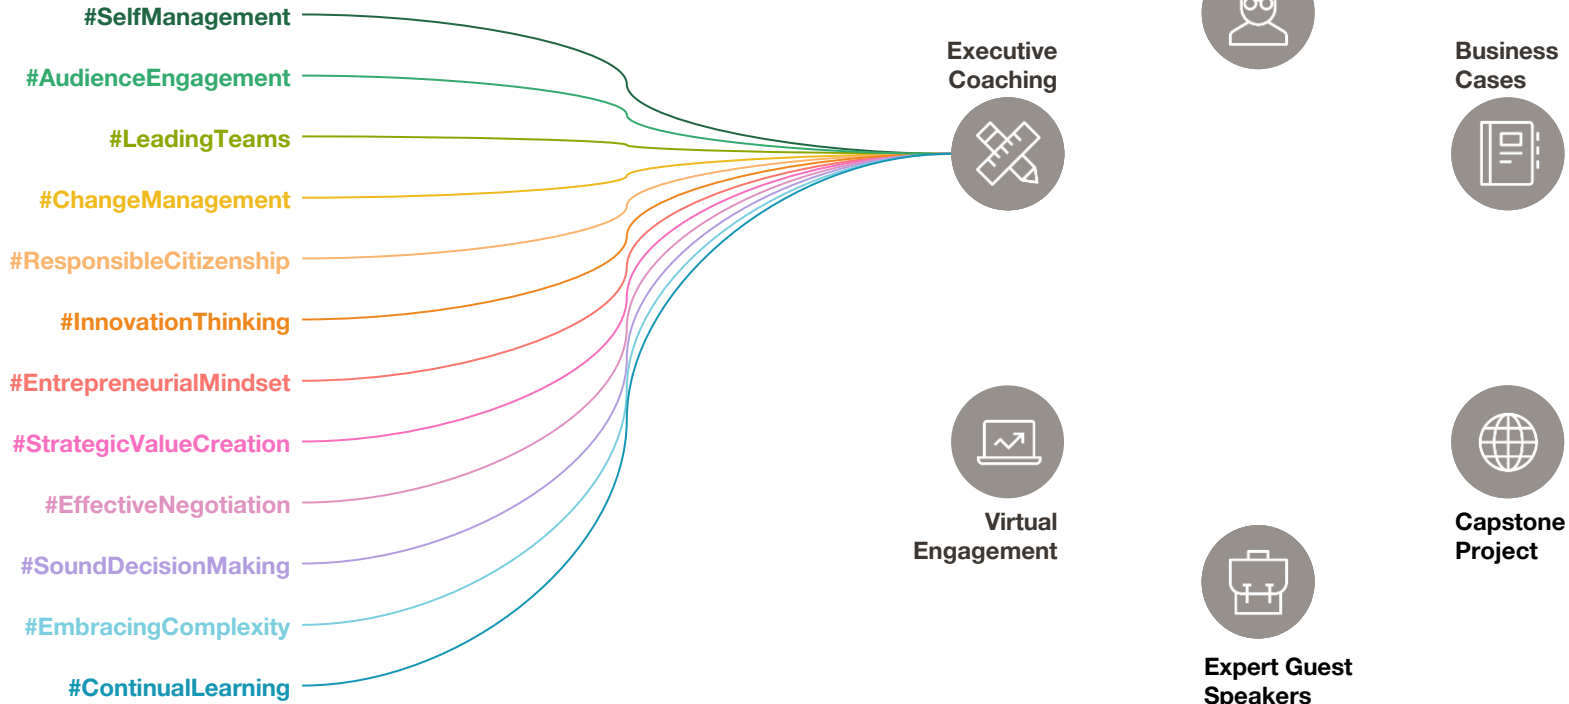 #SelfManagement
#AudienceEngagement
#LeadingTeams
#ChangeManagement
#ResponsibleCitizenship
#InnovationThinking
#EntrepreneurialMindset
#StrategicValueCreation
#EffectiveNegotiation
#SoundDecisionMaking
#EmbracingComplexity
#ContinualLearning
Executive
Coaching
Business
Cases
Virtual
Engagement
Capstone
Project
Expert Guest
Speakers